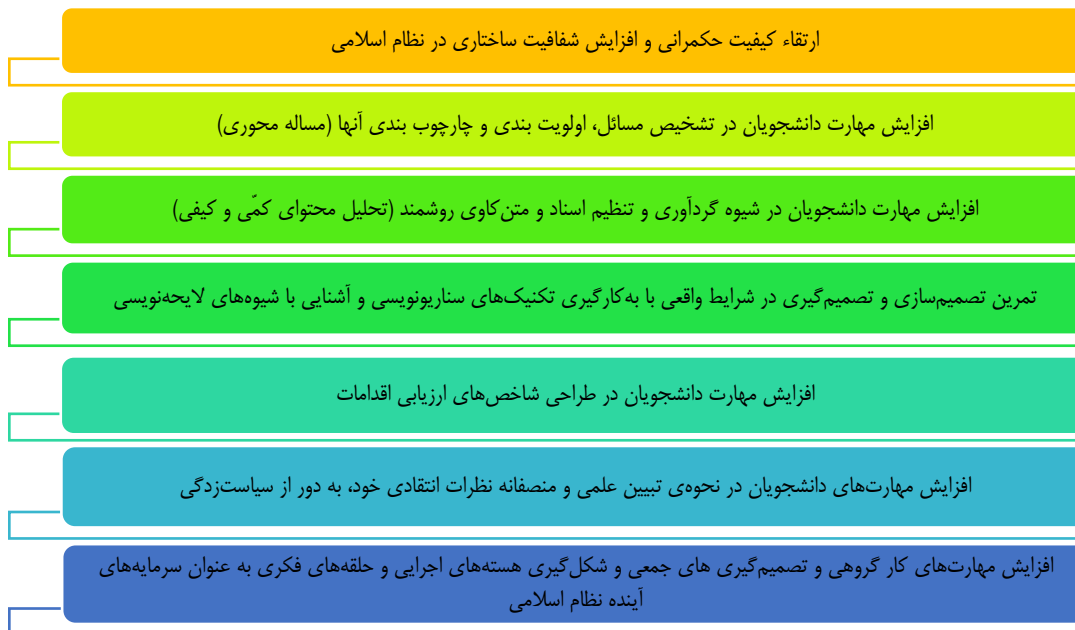 ارتقاء کیفیت حکمرانی و افزایش شفافیت ساختاری در نظام اسلامی
افزایش مهارت دانشجویان در تشخیص مسائل، اولویت بندی و چارچوب بندی آنها (مساله محوری)
افزایش مهارت دانشجویان در شیوه گردآوری و تنظیم اسناد و متن‌کاوی روشمند (تحلیل محتوای کمّی و کیفی)
تمرین تصمیم‌سازی و تصمیم‌گیری در شرایط واقعی با به‌کارگیری تکنیک‌های سناریونویسی و آشنایی با شیوه‌های لایحه‌نویسی
افزایش مهارت دانشجویان در طراحی شاخص‌های ارزیابی اقدامات
افزایش مهارت‌های دانشجویان در نحوه‌ی تبیین علمی و منصفانه نظرات انتقادی خود، به دور از سیاست‌زدگی
افزایش مهارت‌های کار گروهی و تصمیم‌گیری های جمعی و شکل‌گیری هسته‌های اجرایی و حلقه‌های فکری به عنوان سرمایه‌های
آینده نظام اسلامی